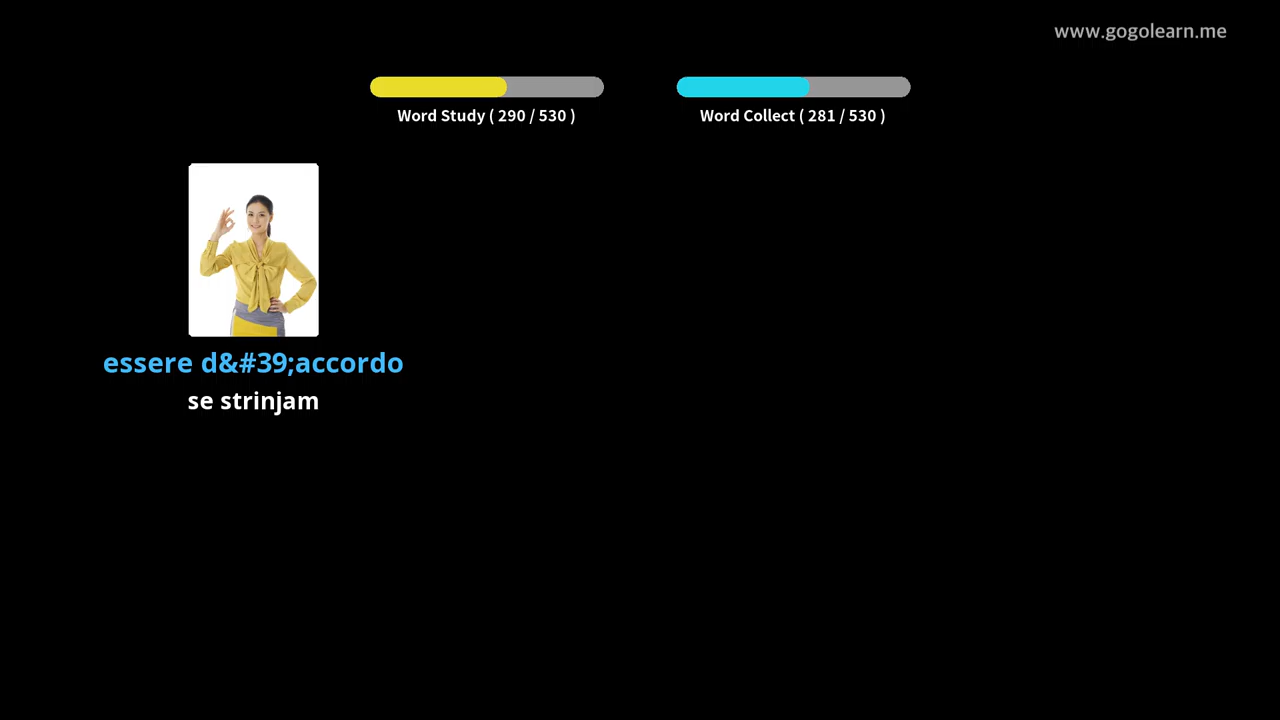 www.gogolearn.me
Word Study ( 290 / 530 )
Word Collect ( 281 / 530 )
essere d&#39;accordo
se strinjam